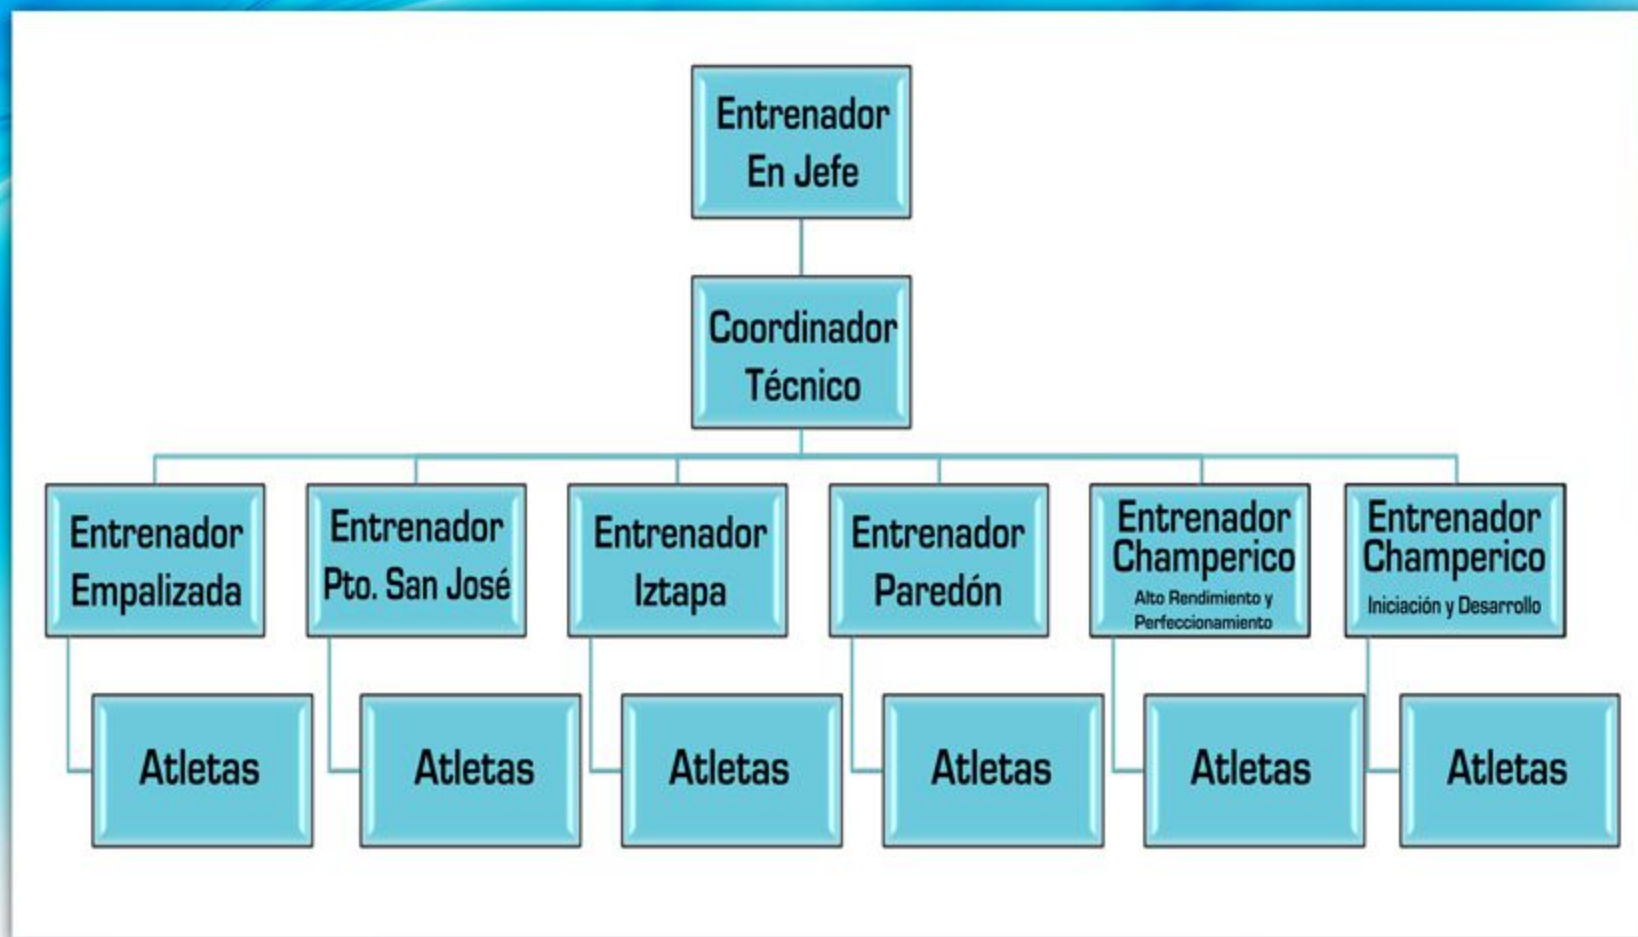 Entrenador
En Jefe
Coordinador
Técnico
Entrenador
Empalizada
Entrenador
Pto. San José
Entrenador
Iztapa
Entrenador
Paredón
Entrenador
Champerico
Alto Rendimiento y
Perfeccionamiento
Entrenador
Champerico
Iniciación y Desarrollo
Atletas
Atletas
Atletas
Atletas
Atletas
Atletas